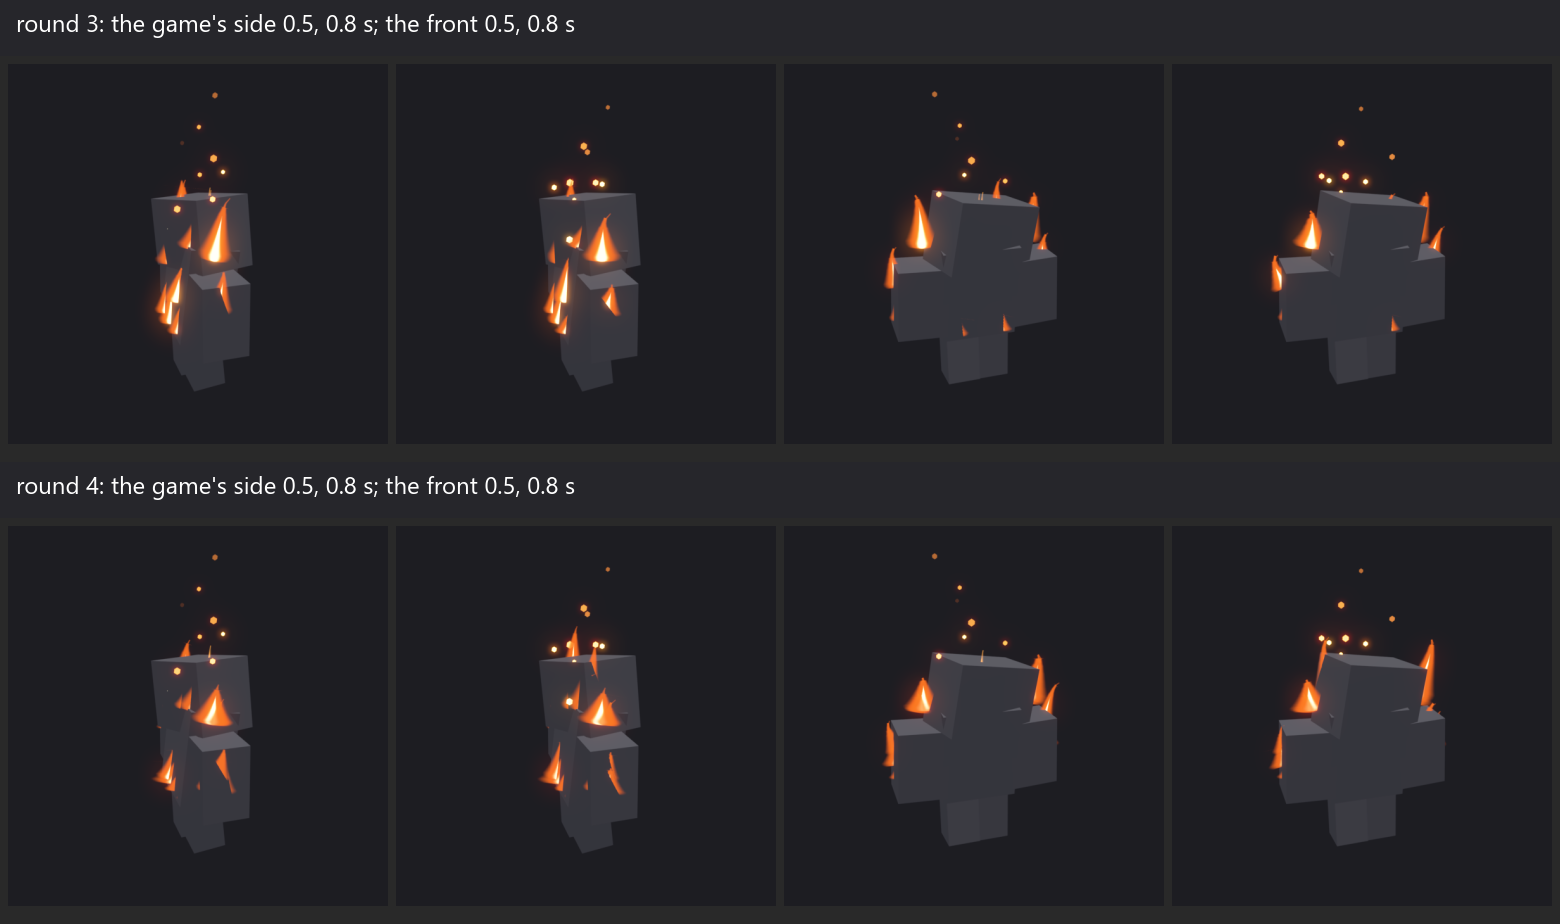 round 3: the game's side 0.5, 0.8 s; the front 0.5, 0.8 s
round 4: the game's side 0.5, 0.8 s; the front 0.5, 0.8 s